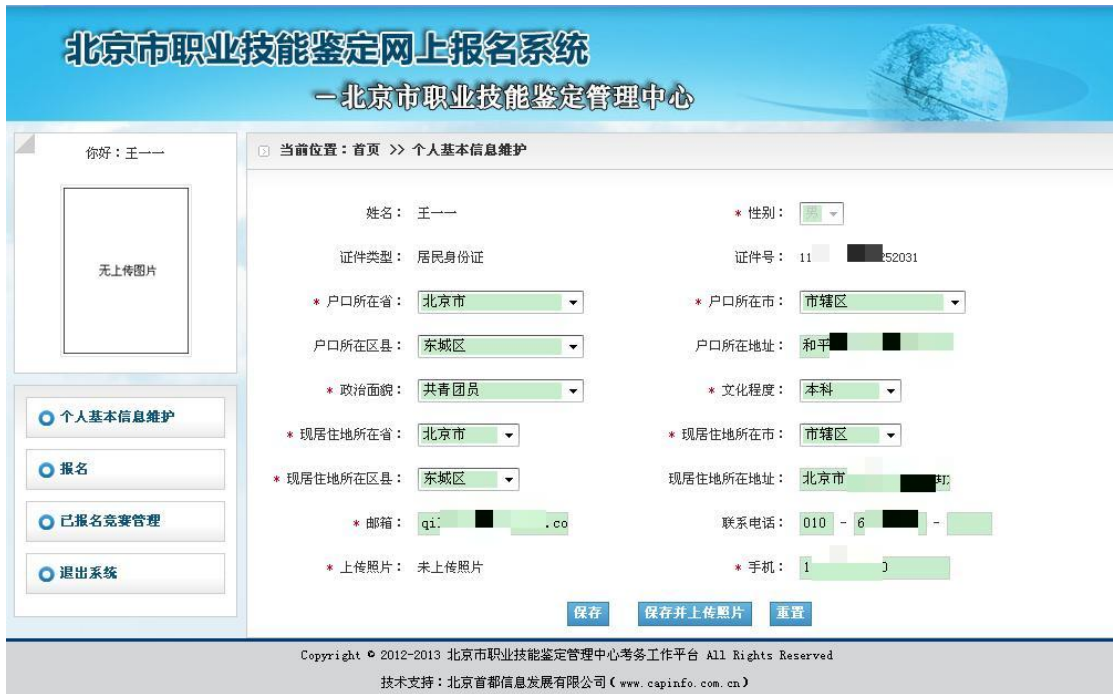 北京市职业技能鉴定网上报名系统
—北京市职业技能鉴定管理中心
你好：王一一
无上传图片
个人基本信息维护
报名
已报名竞赛管理
退出系统
当前位置：首页 >> 个人基本信息维护
姓名： 王一一 * 性别： 男
证件类型： 居民身份证 证件号： 11 252031
* 户口所在省： 北京市 * 户口所在市： 市辖区
户口所在区县： 东城区 户口所在地址： 和平
* 政治面貌： 共青团员 * 文化程度： 本科
* 现居住地所在省： 北京市 * 现居住地所在市： 市辖区
* 现居住地所在区县： 东城区 现居住地所在地址： 北京市
* 邮箱： qi .co 联系电话： 010 - 6 -
* 上传照片： 未上传照片 * 手机： 1 0
保存 保存并上传照片 重置
Copyright © 2012-2013 北京市职业技能鉴定管理中心考务工作平台 All Rights Reserved
技术支持：北京首都信息发展有限公司（www.capinfo.com.cn）